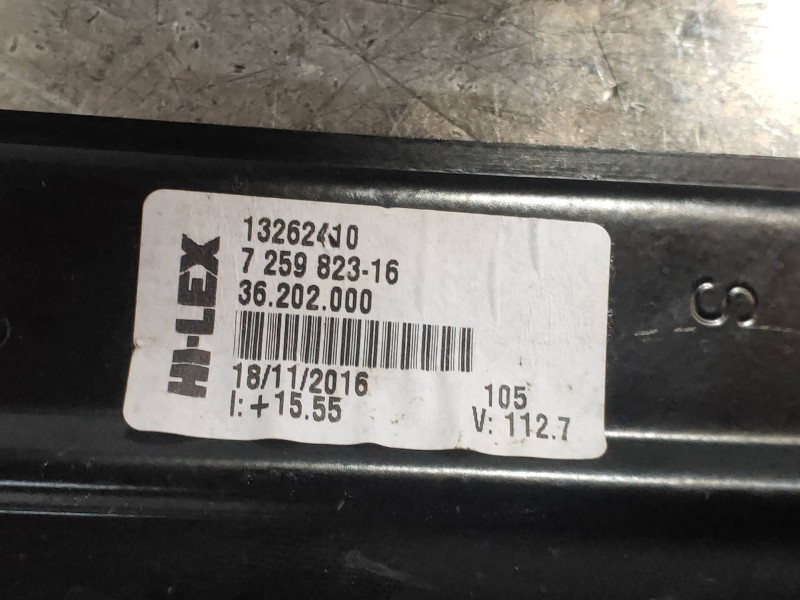 HI-LEX
13262410
7 259 823-16
36.202.000
18/11/2016
I: +15.55
105
V: 112.7
S